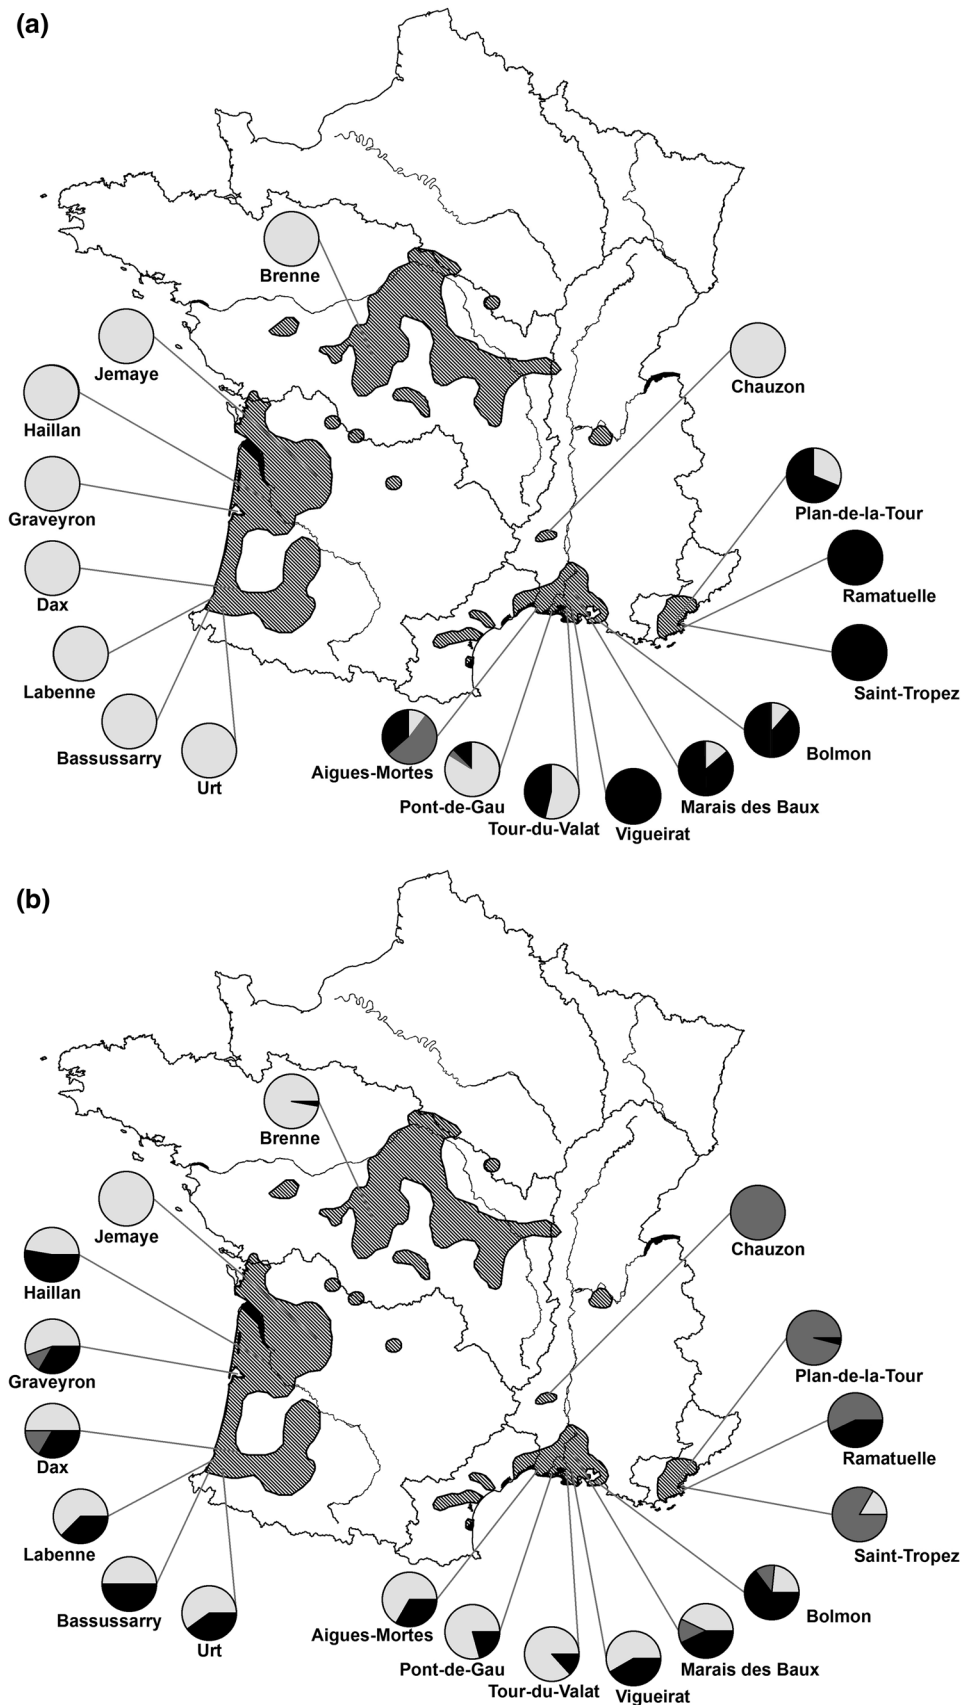 (a)
Brenne
Jemaye
Chauzon
Haillan
Plan-de-la-Tour
Graveyron
Ramatuelle
Dax
Labenne
Saint-Tropez
Bassussarry
Bolmon
Urt
Aigues-Mortes
Pont-de-Gau
Marais des Baux
Tour-du-Valat
Vigueirat
(b)
Brenne
Jemaye
Chauzon
Haillan
Plan-de-la-Tour
Graveyron
Ramatuelle
Dax
Labenne
Saint-Tropez
Bassussarry
Bolmon
Urt
Aigues-Mortes
Pont-de-Gau
Marais des Baux
Tour-du-Valat
Vigueirat